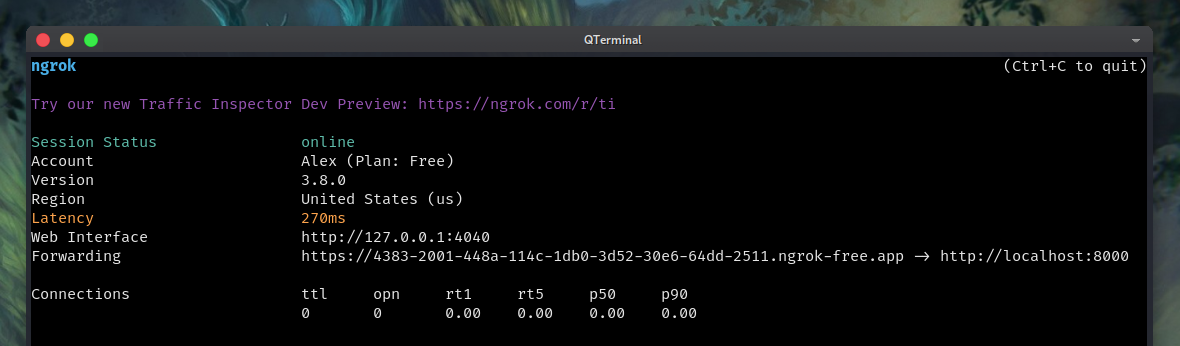 QTerminal
ngrok (Ctrl+C to quit)
Try our new Traffic Inspector Dev Preview: https://ngrok.com/r/ti
Session Status online
Account Alex (Plan: Free)
Version 3.8.0
Region United States (us)
Latency 270ms
Web Interface http://127.0.0.1:4040
Forwarding https://4383-2001-448a-114c-1db0-3d52-30e6-64dd-2511.ngrok-free.app -> http://localhost:8000
Connections ttl opn rt1 rt5 p50 p90
0 0 0.00 0.00 0.00 0.00